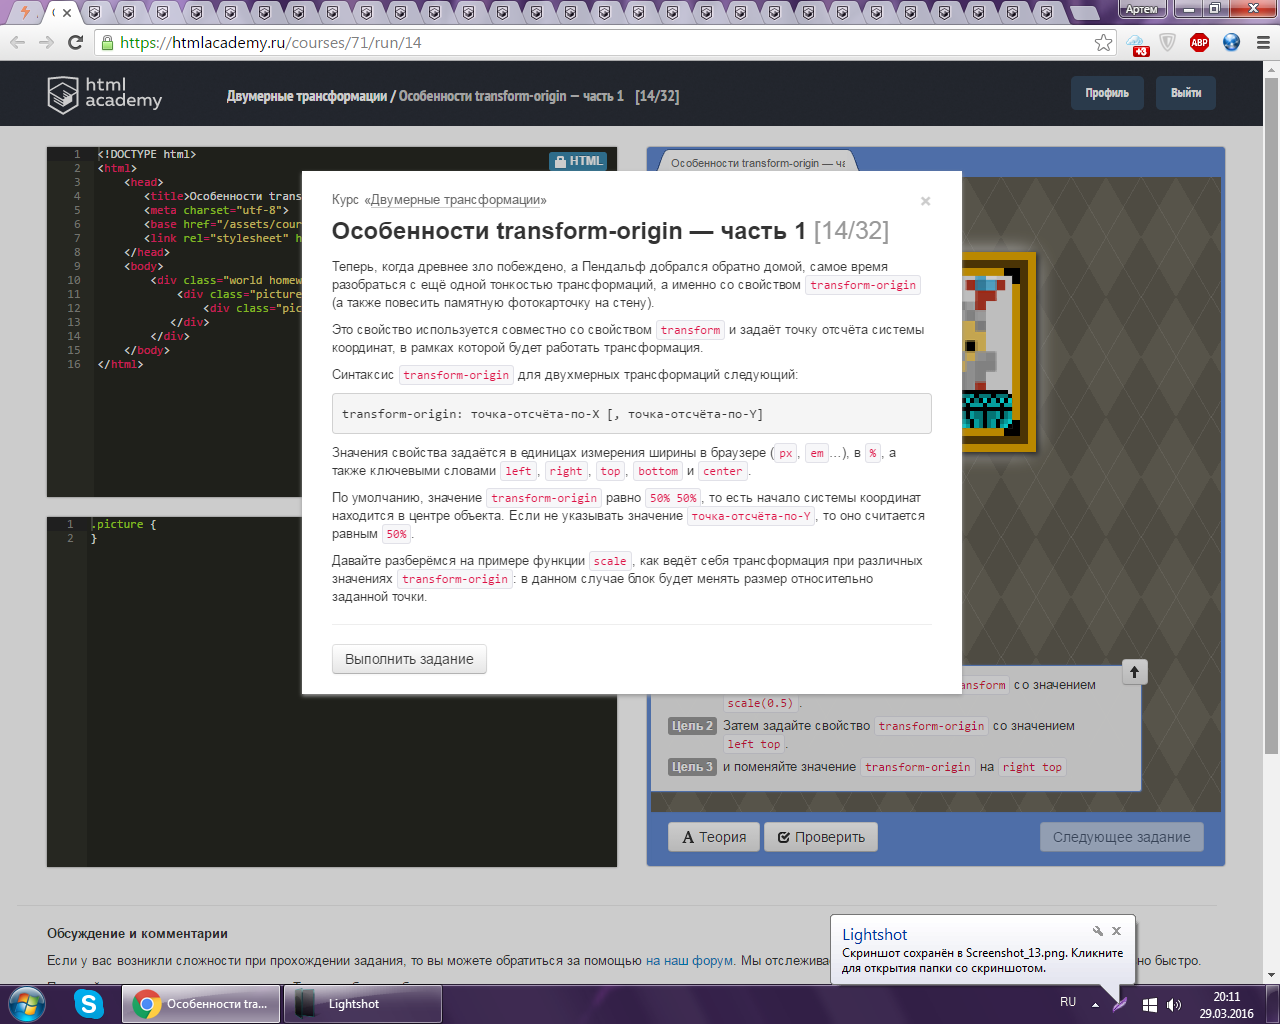 Артем
https://htmlacademy.ru/courses/71/run/14
+3
ABP
html
academy
Двумерные трансформации / Особенности transform-origin — часть 1 [14/32]
Профиль
Выйти
1 <!DOCTYPE html>
HTML
2 <html>
3 <head>
4 <title>Особенности trans
5 <meta charset="utf-8">
6 <base href="/assets/cour
7 <link rel="stylesheet" h
8 </head>
9 <body>
10 <div class="world homew
11 <div class="picture
12 <div class="pic
13 </div>
14 </div>
15 </body>
16 </html>
1 .picture {
2 }
Особенности transform-origin — ча
Курс «Двумерные трансформации»
×
Особенности transform-origin — часть 1 [14/32]
Теперь, когда древнее зло побеждено, а Пендальф добрался обратно домой, самое время
разобраться с ещё одной тонкостью трансформаций, а именно со свойством transform-origin
(а также повесить памятную фотокарточку на стену).
Это свойство используется совместно со свойством transform и задаёт точку отсчёта системы
координат, в рамках которой будет работать трансформация.
Синтаксис transform-origin для двухмерных трансформаций следующий:
transform-origin: точка-отсчёта-по-X [, точка-отсчёта-по-Y]
Значения свойства задаётся в единицах измерения ширины в браузере (px, em...), в %, а
также ключевыми словами left, right, top, bottom и center.
По умолчанию, значение transform-origin равно 50% 50%, то есть начало системы координат
находится в центре объекта. Если не указывать значение точка-отсчёта-по-Y, то оно считается
равным 50%.
Давайте разберёмся на примере функции scale, как ведёт себя трансформация при различных
значениях transform-origin: в данном случае блок будет менять размер относительно
заданной точки.
Выполнить задание
ansform со значением
scale(0.5).
Цель 2 Затем задайте свойство transform-origin со значением
left top.
Цель 3 и поменяйте значение transform-origin на right top
Теория
Проверить
Следующее задание
Обсуждение и комментарии
Если у вас возникли сложности при прохождении задания, то вы можете обратиться за помощью на наш форум. Мы отслежива
но быстро.
Lightshot
Скриншот сохранён в Screenshot_13.png. Кликните
для открытия папки со скриншотом.
Особенности tra...
Lightshot
RU
20:11
29.03.2016